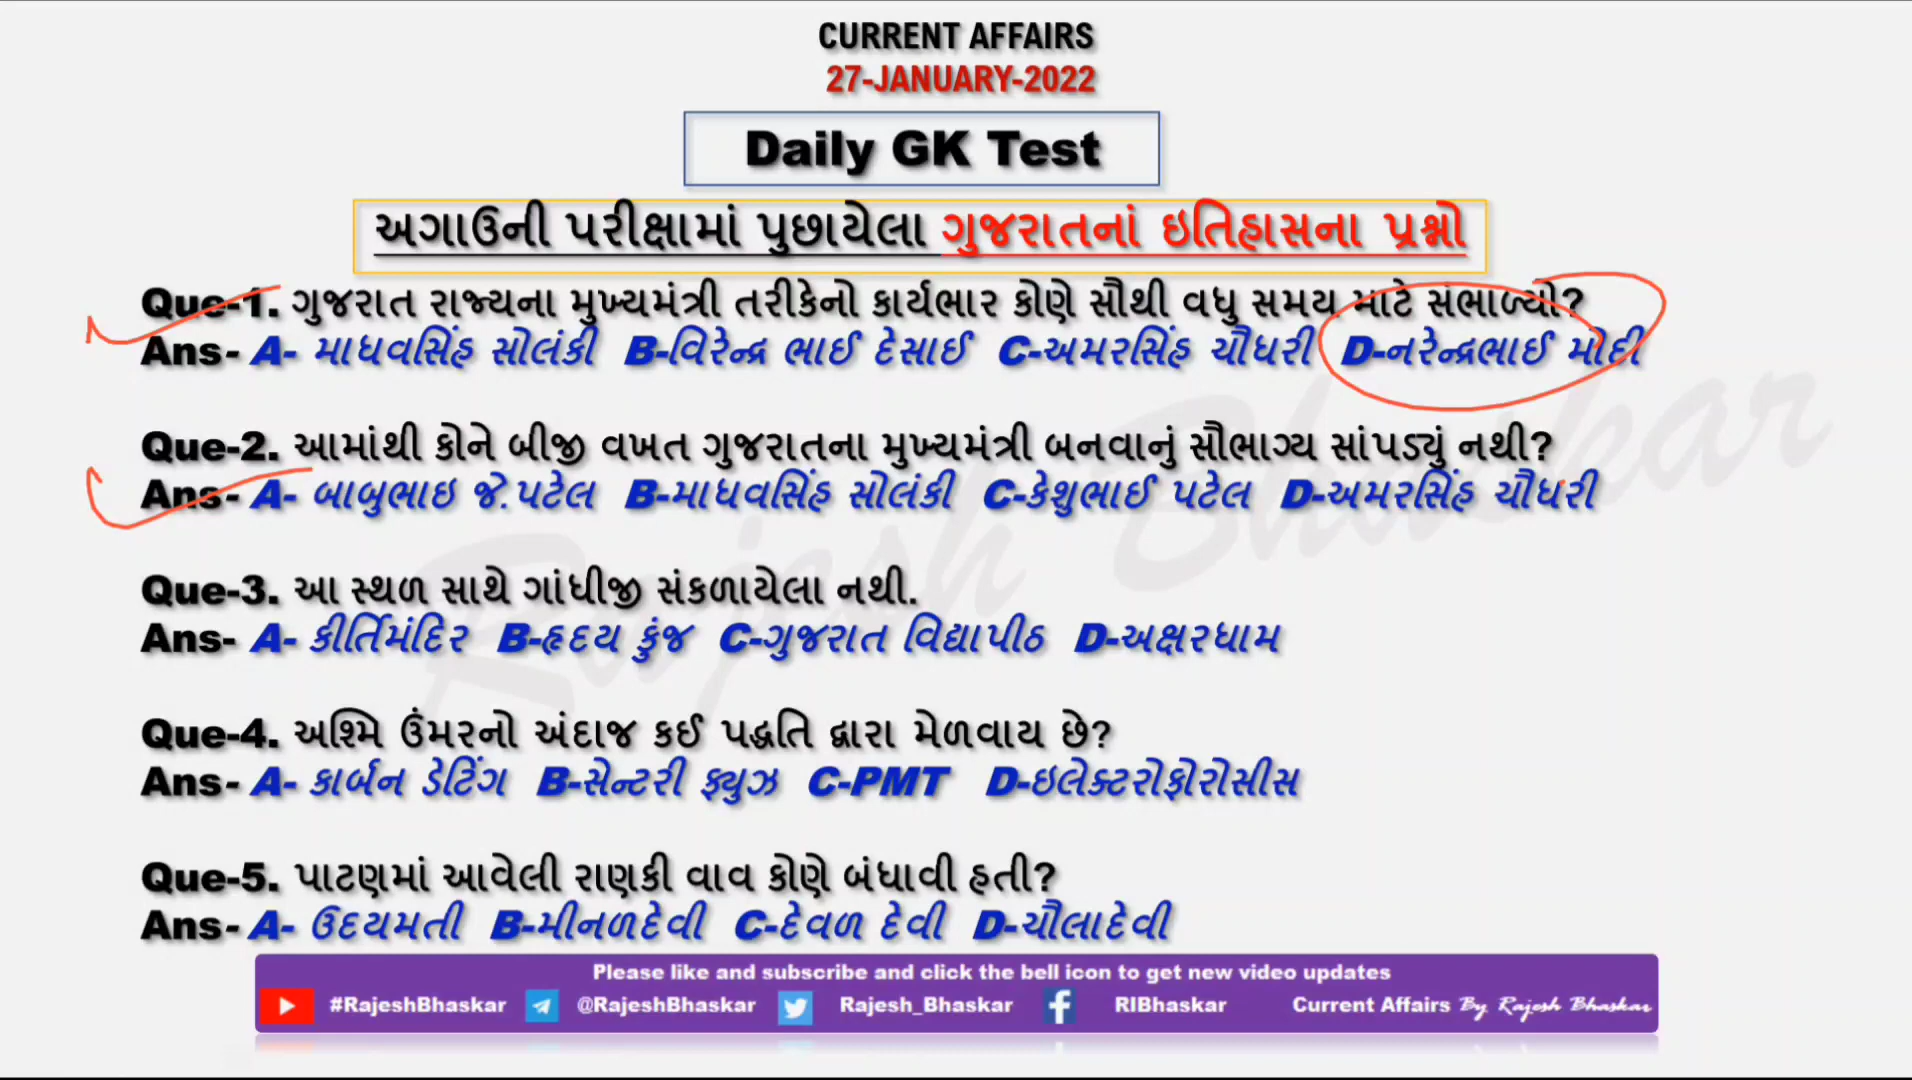 CURRENT AFFAIRS
27-JANUARY-2022
Daily GK Test
અગાઉની પરીક્ષામાં પુછાયેલા ગુજરાતનાં ઇતિહાસના પ્રશ્નો
Que-1. ગુજરાત રાજ્યના મુખ્યમંત્રી તરીકેનો કાર્યભાર કોણે સૌથી વધુ સમય માટે સંભાળ્યો?
Ans- A- માધવસિંહ સોલંકી B-વિરેન્દ્ર ભાઈ દેસાઈ C-અમરસિંહ ચૌધરી D-નરેન્દ્રભાઈ મોદી
Que-2. આમાંથી કોને બીજી વખત ગુજરાતના મુખ્યમંત્રી બનવાનું સૌભાગ્ય સાંપડ્યું નથી?
Ans- A- બાબુભાઇ જે.પટેલ B-માધવસિંહ સોલંકી C-કેશુભાઈ પટેલ D-અમરસિંહ ચૌધરી
Que-3. આ સ્થળ સાથે ગાંધીજી સંકળાયેલા નથી.
Ans- A- કીર્તિમંદિર B-હૃદય કુંજ C-ગુજરાત વિદ્યાપીઠ D-અક્ષરધામ
Que-4. અશ્મિ ઉંમરનો અંદાજ કઈ પદ્ધતિ દ્વારા મેળવાય છે?
Ans- A- કાર્બન ડેટિંગ B-સેન્ટરી ફ્યુઝ C-PMT D-ઇલેક્ટરોફોરોસીસ
Que-5. પાટણમાં આવેલી રાણકી વાવ કોણે બંધાવી હતી?
Ans- A- ઉદયમતી B-મીનળદેવી C-દેવળ દેવી D-ચૌલાદેવી
Please like and subscribe and click the bell icon to get new video updates
#RajeshBhaskar @RajeshBhaskar Rajesh_Bhaskar RIBhaskar Current Affairs By Rajesh Bhaskar
Rajesh Bhaskar